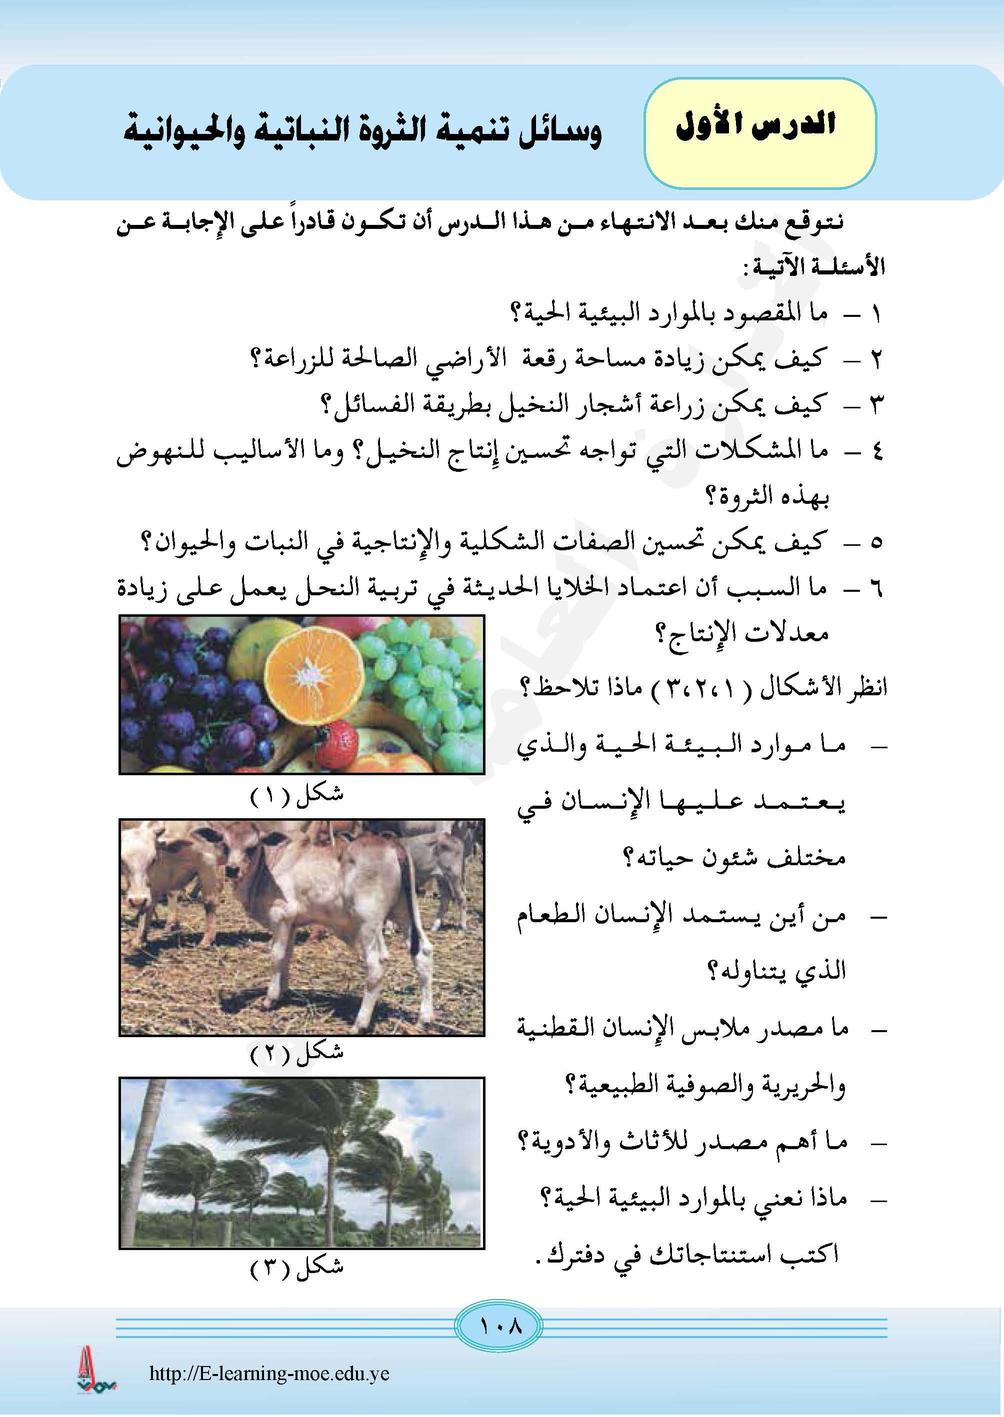 الدرس الأول
وسائل تنمية الثروة النباتية والحيوانية
نتوقع منك بعد الانتهاء من هذا الدرس أن تكون قادراً على الإجابة عن
الأسئلة الآتية:
١ – ما المقصود بالموارد البيئية الحية؟
٢ – كيف يمكن زيادة مساحة رقعة الأراضي الصالحة للزراعة؟
٣ – كيف يمكن زراعة أشجار النخيل بطريقة الفسائل؟
٤ – ما المشكلات التي تواجه تحسين إنتاج النخيل؟ وما الأساليب للنهوض
بهذه الثروة؟
٥ – كيف يمكن تحسين الصفات الشكلية والإنتاجية في النبات والحيوان؟
٦ – ما السبب أن اعتماد الخلايا الحديثة في تربية النحل يعمل على زيادة
معدلات الإنتاج؟
انظر الأشكال (١،٢،٣) ماذا تلاحظ؟
– ما موارد البيئة الحية والذي
يعتمد عليها الإنسان في
مختلف شئون حياته؟
– من أين يستمد الإنسان الطعام
الذي يتناوله؟
– ما مصدر ملابس الإنسان القطنية
والحريرية والصوفية الطبيعية؟
– ما أهم مصدر للأثاث والأدوية؟
– ماذا نعني بالموارد البيئية الحية؟
اكتب استنتاجاتك في دفترك.
شكل (١)
شكل (٢)
شكل (٣)
١٠٨
http://E-learning-moe.edu.ye